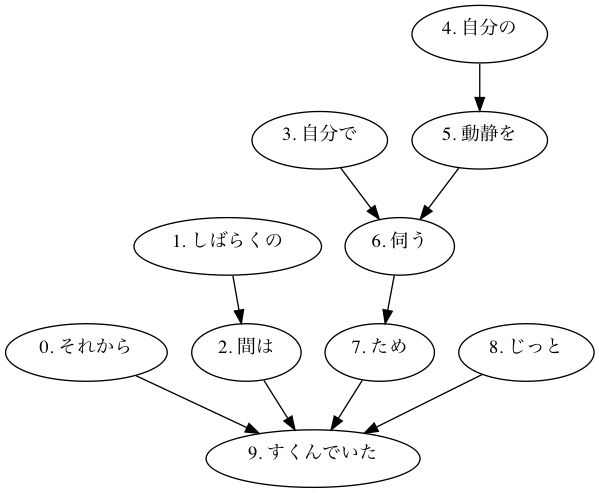 4. 自分の
3. 自分で
5. 動静を
1. しばらくの
6. 伺う
0. それから
2. 間は
7. ため
8. じっと
9. すくんでいた